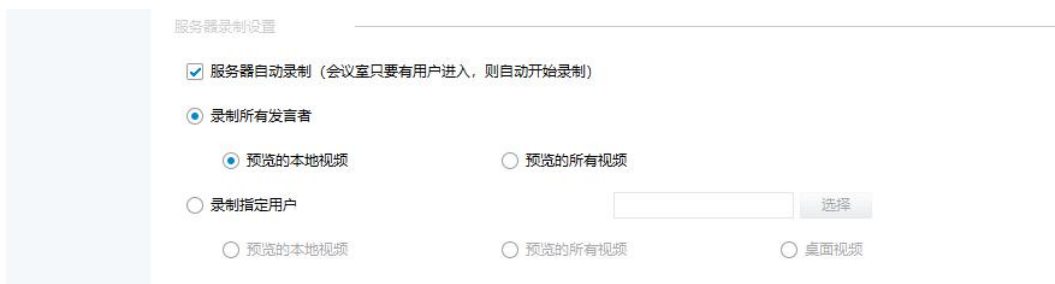 服务器录制设置
服务器自动录制（会议室只要有用户进入，则自动开始录制）
录制所有发言者
预览的本地视频 预览的所有视频
录制指定用户 选择
预览的本地视频 预览的所有视频 桌面视频